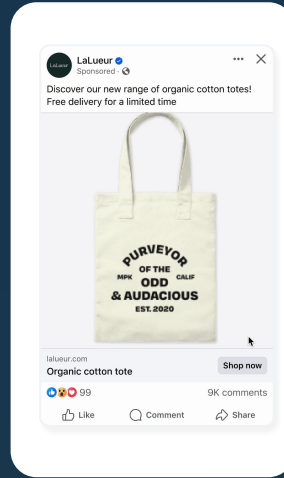 LaLueur
LaLueur
Sponsored ·
Discover our new range of organic cotton totes!
Free delivery for a limited time
PURVEYOR
OF THE
MPK ODD CALIF
& AUDACIOUS
EST. 2020
lalueur.com
Organic cotton tote
Shop now
99
9K comments
Like
Comment
Share